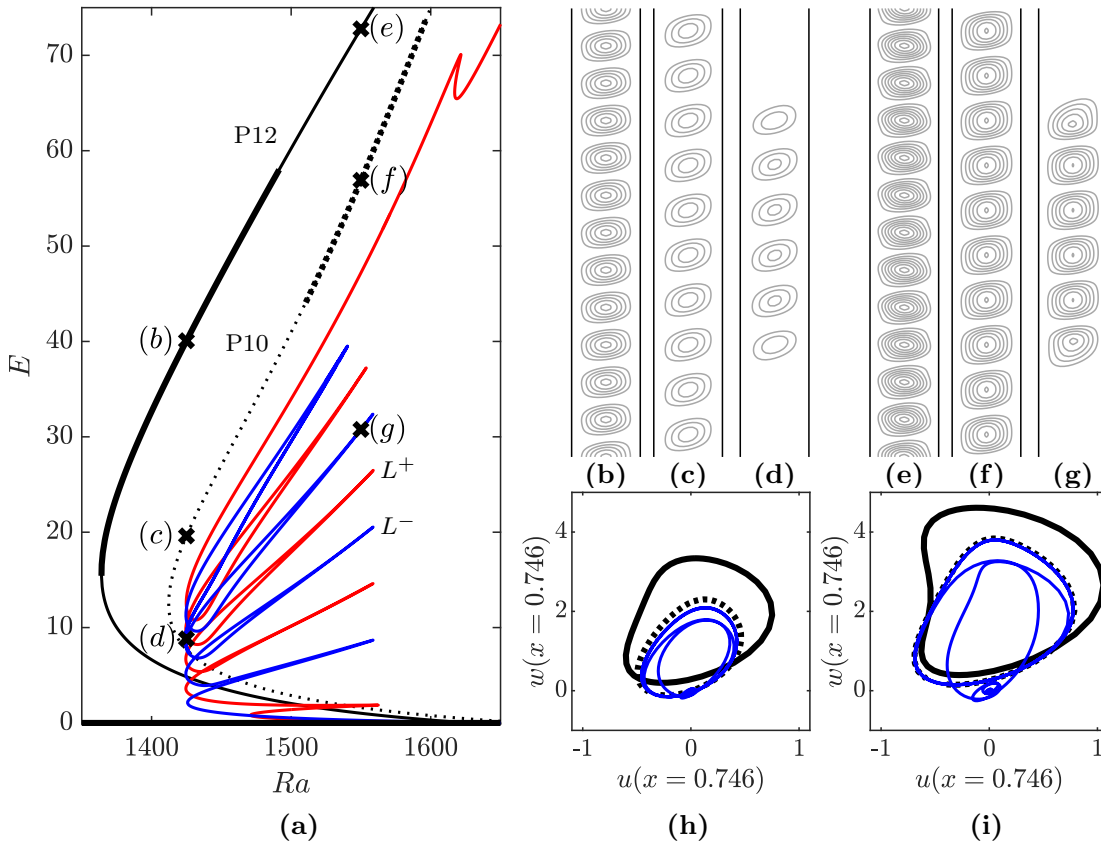 70
60
50
40
30
20
10
0
E
1400
1500
1600
Ra
(a)
P12
P10
(b)
(c)
(d)
(e)
(f)
(g)
L+
L−
(b)
(c)
(d)
(e)
(f)
(g)
4
2
0
w(x = 0.746)
-1
0
1
u(x = 0.746)
(h)
4
2
0
w(x = 0.746)
-1
0
1
u(x = 0.746)
(i)